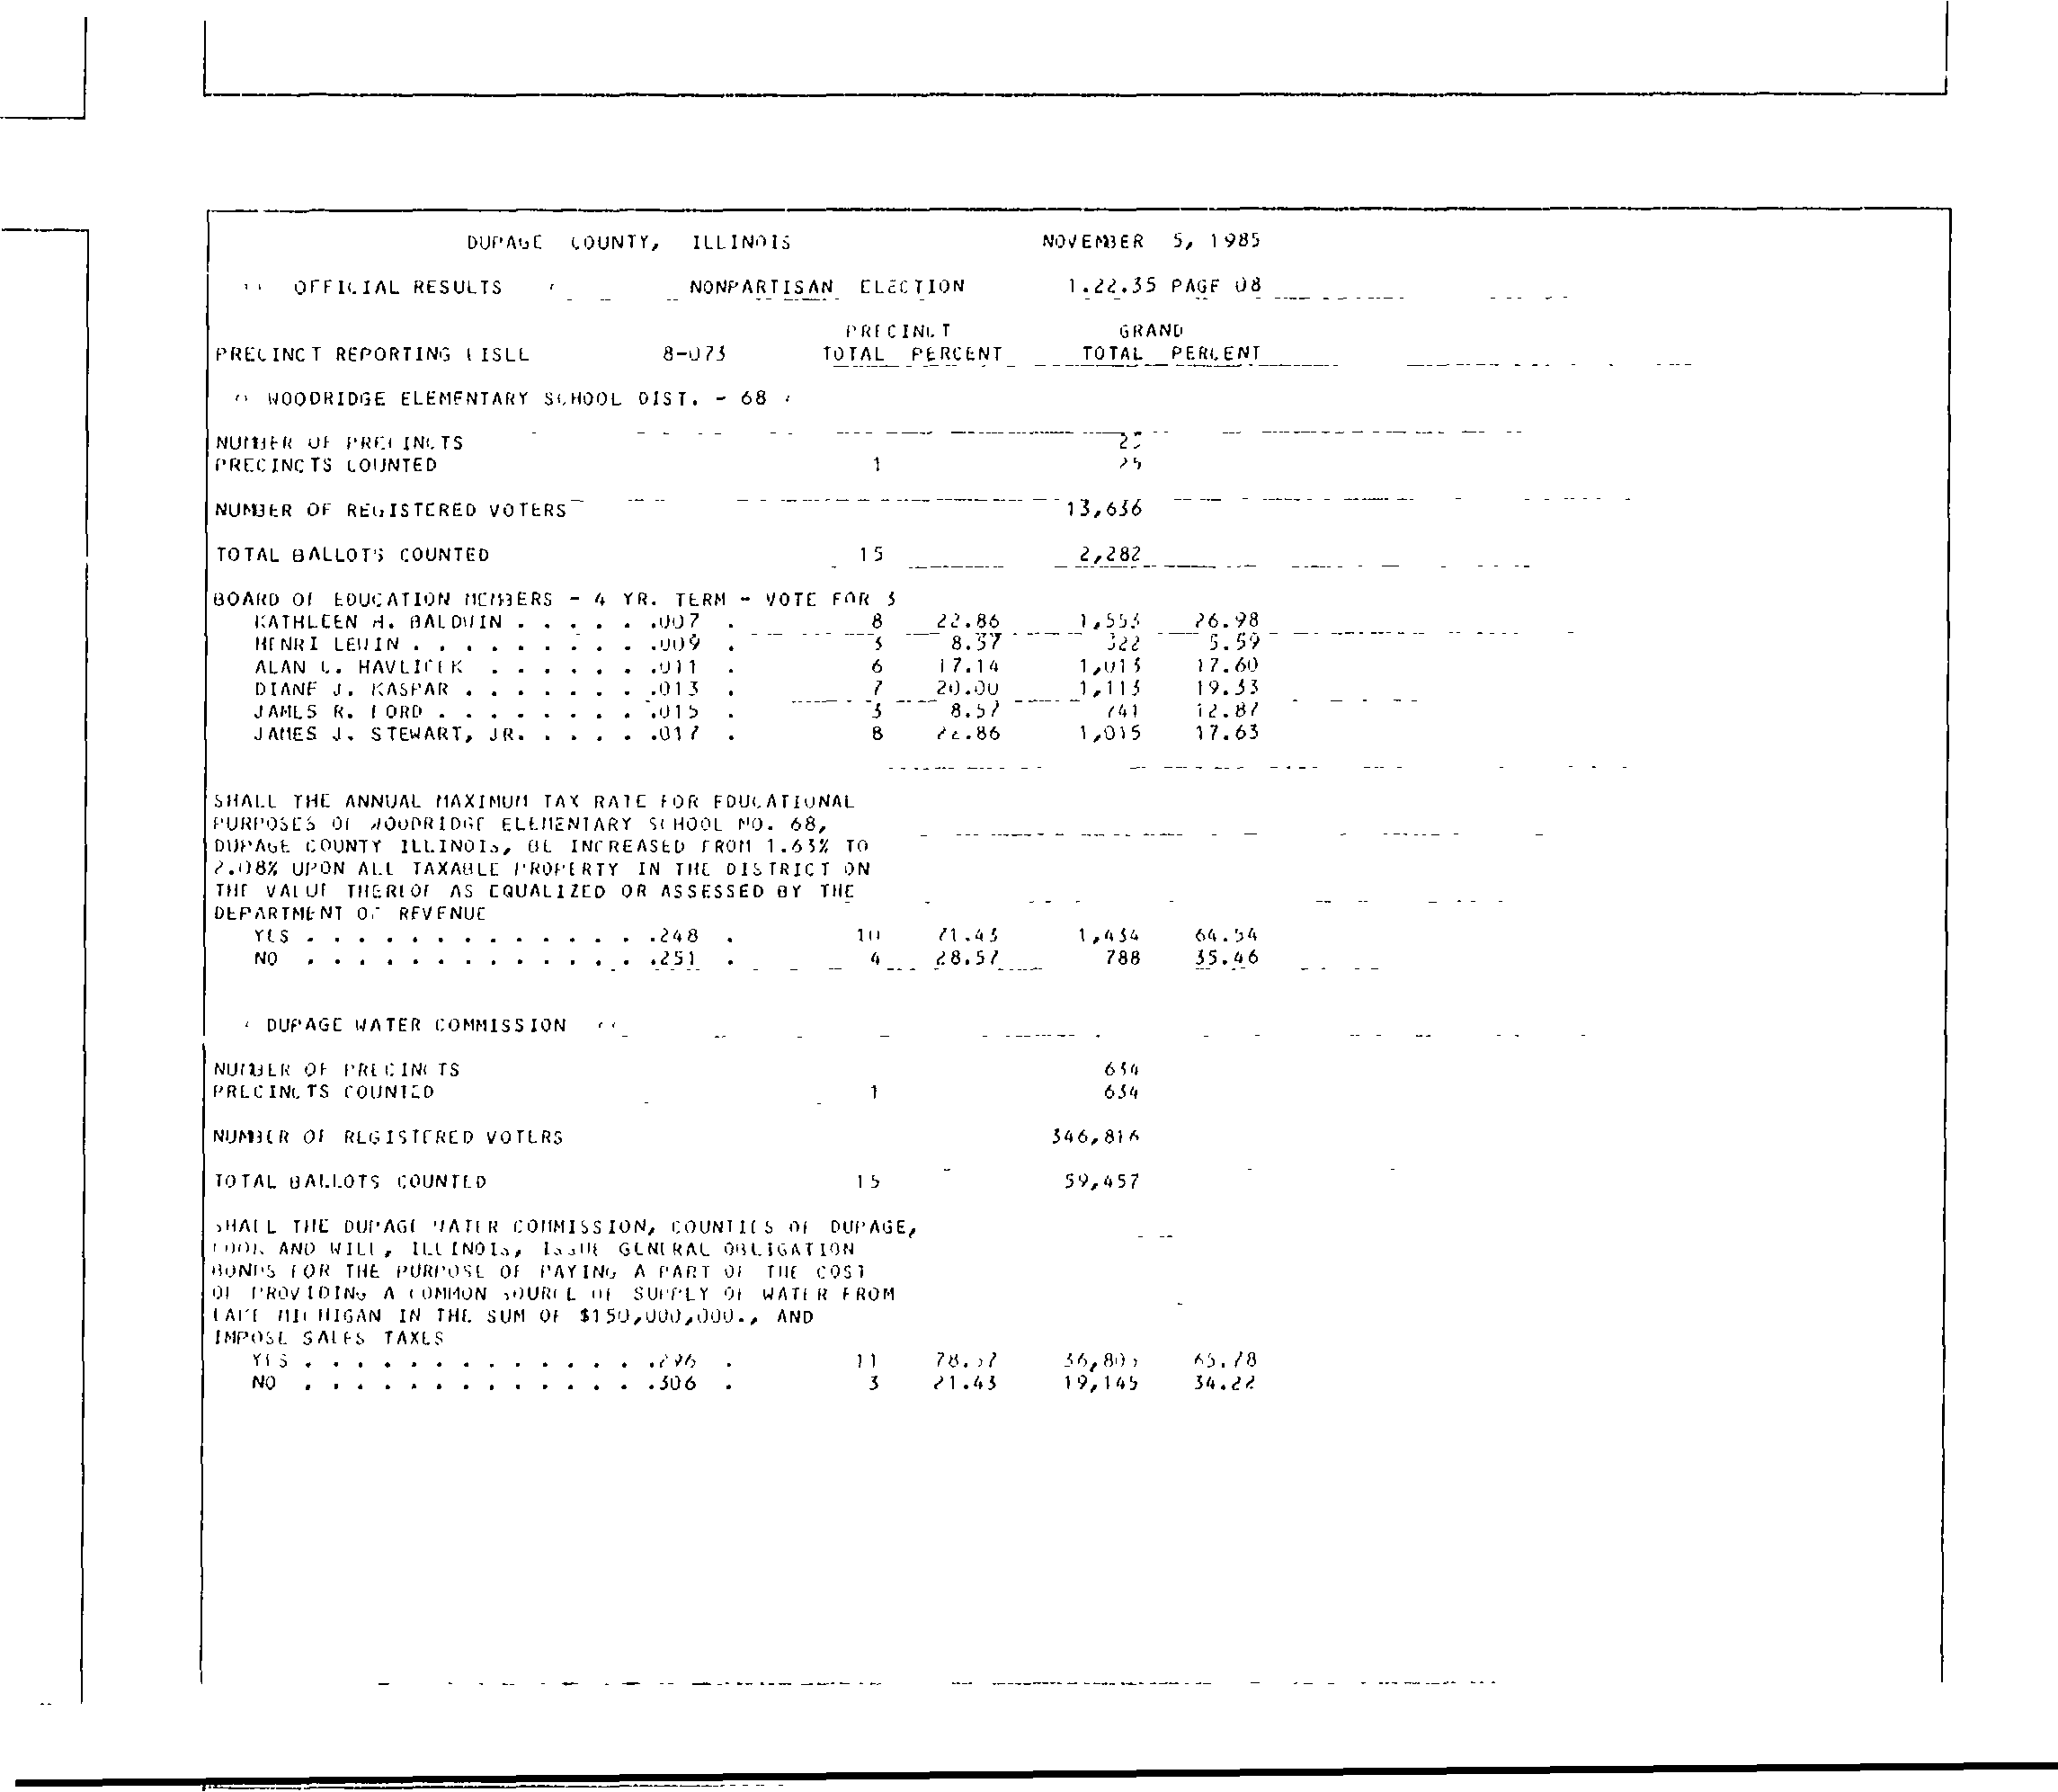 DUPAGE COUNTY, ILLINOIS NOVEMBER 5, 1985
OFFICIAL RESULTS NONPARTISAN ELECTION 1.22.35 PAGE 08
PRECINCT GRAND
PRECINCT REPORTING LISLE 8-073 TOTAL PERCENT TOTAL PERCENT
WOODRIDGE ELEMENTARY SCHOOL DIST. - 68
NUMBER OF PRECINCTS 25
PRECINCTS COUNTED 1 25
NUMBER OF REGISTERED VOTERS 13,636
TOTAL BALLOTS COUNTED 15 2,282
BOARD OF EDUCATION MEMBERS - 4 YR. TERM - VOTE FOR 3
KATHLEEN H. BALDWIN . . . . . .007 . 8 22.86 1,553 26.98
HENRI LEWIN . . . . . . . . . .009 . 3 8.57 322 5.59
ALAN L. HAVLICEK . . . . . . .011 . 6 17.14 1,013 17.60
DIANE J. KASPAR . . . . . . . .013 . 7 20.00 1,113 19.33
JAMES R. FORD . . . . . . . . .015 . 3 8.57 741 12.87
JAMES J. STEWART, JR. . . . . .017 . 8 22.86 1,015 17.63
SHALL THE ANNUAL MAXIMUM TAX RATE FOR EDUCATIONAL
PURPOSES OF WOODRIDGE ELEMENTARY SCHOOL NO. 68,
DUPAGE COUNTY ILLINOIS, BE INCREASED FROM 1.63% TO
2.08% UPON ALL TAXABLE PROPERTY IN THE DISTRICT ON
THE VALUE THEREOF AS EQUALIZED OR ASSESSED BY THE
DEPARTMENT OF REVENUE
YES . . . . . . . . . . . . . .248 . 10 71.43 1,434 64.54
NO . . . . . . . . . . . . . .251 . 4 28.57 788 35.46
DUPAGE WATER COMMISSION
NUMBER OF PRECINCTS 634
PRECINCTS COUNTED 1 634
NUMBER OF REGISTERED VOTERS 346,816
TOTAL BALLOTS COUNTED 15 59,457
SHALL THE DUPAGE WATER COMMISSION, COUNTIES OF DUPAGE,
COOK AND WILL, ILLINOIS, ISSUE GENERAL OBLIGATION
BONDS FOR THE PURPOSE OF PAYING A PART OF THE COST
OF PROVIDING A COMMON SOURCE OF SUPPLY OF WATER FROM
LAKE MICHIGAN IN THE SUM OF $150,000,000., AND
IMPOSE SALES TAXES
YES . . . . . . . . . . . . . .296 . 11 78.57 36,805 65.78
NO . . . . . . . . . . . . . .306 . 3 21.43 19,145 34.22